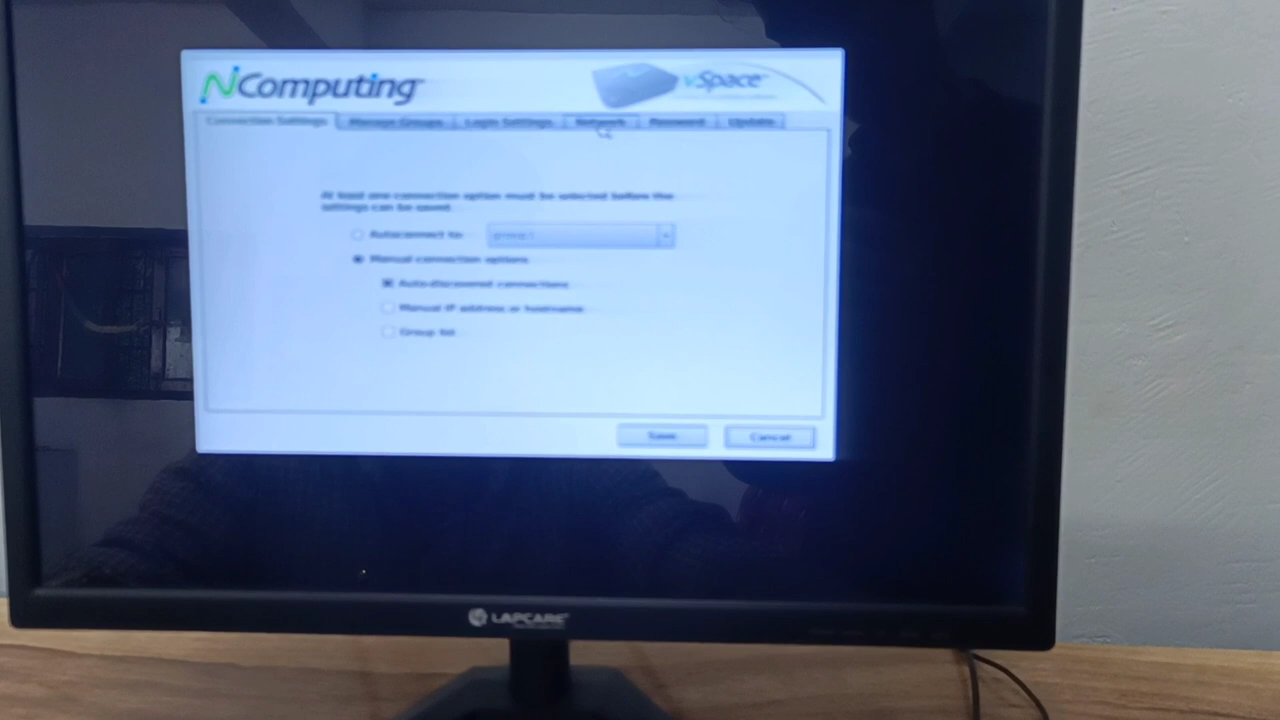 NComputing
vSpace
Connection Settings Manage Groups Login Settings Network Password Update
At least one connection option must be selected before the
settings can be saved.
Autoconnect to:
Manual connection options
Auto-discovered connections
Manual IP address or hostname
Group list
Save Cancel
LAPCARE